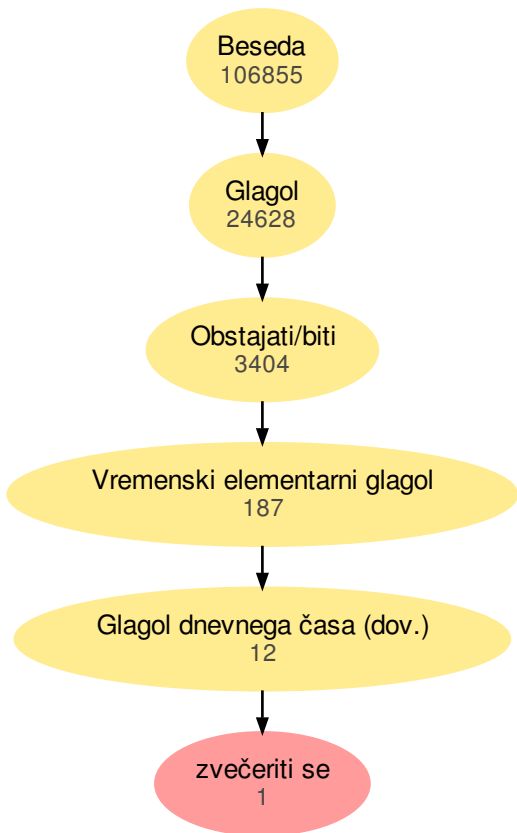 Beseda
106855
Glagol
24628
Obstajati/biti
3404
Vremenski elementarni glagol
187
Glagol dnevnega časa (dov.)
12
zvečeriti se
1